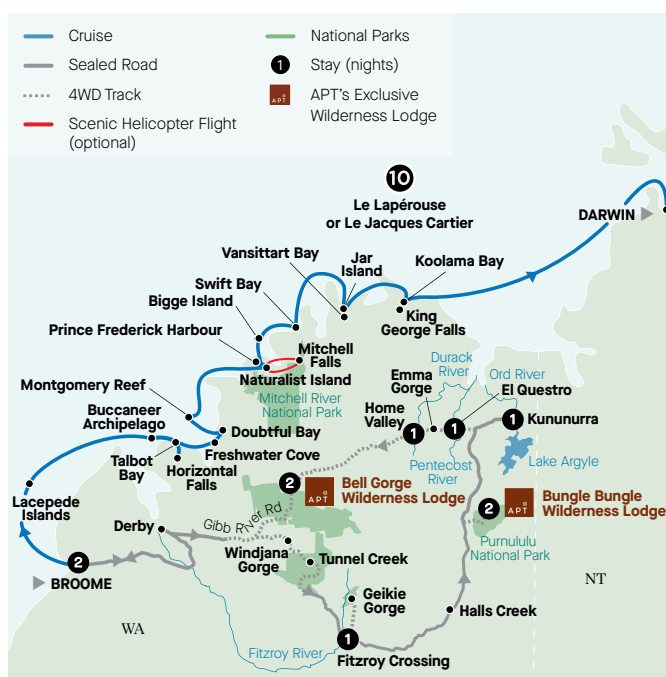 Cruise
Sealed Road
4WD Track
Scenic Helicopter Flight
(optional)
National Parks
1
Stay (nights)
APT
APT's Exclusive
Wilderness Lodge
10
Le Lapérouse
or Le Jacques Cartier
DARWIN
Vansittart Bay
Jar
Island
Koolama Bay
Swift Bay
Bigge Island
King
George Falls
Prince Frederick Harbour
Mitchell
Falls
Naturalist Island
Mitchell River
National Park
Durack
River
Emma
Gorge
Ord River
El Questro
Montgomery Reef
Home
Valley
1
1
1
Kununurra
Buccaneer
Archipelago
Doubtful Bay
Freshwater Cove
Talbot
Bay
Horizontal
Falls
Pentecost
River
Lake Argyle
Lacepede
Islands
2
APT
Bell Gorge
Wilderness Lodge
2
APT
Bungle Bungle
Wilderness Lodge
Derby
Gibb River Rd
Purnululu
National Park
Windjana
Gorge
Tunnel Creek
2
BROOME
Geikie
Gorge
Halls Creek
NT
WA
Fitzroy River
1
Fitzroy Crossing